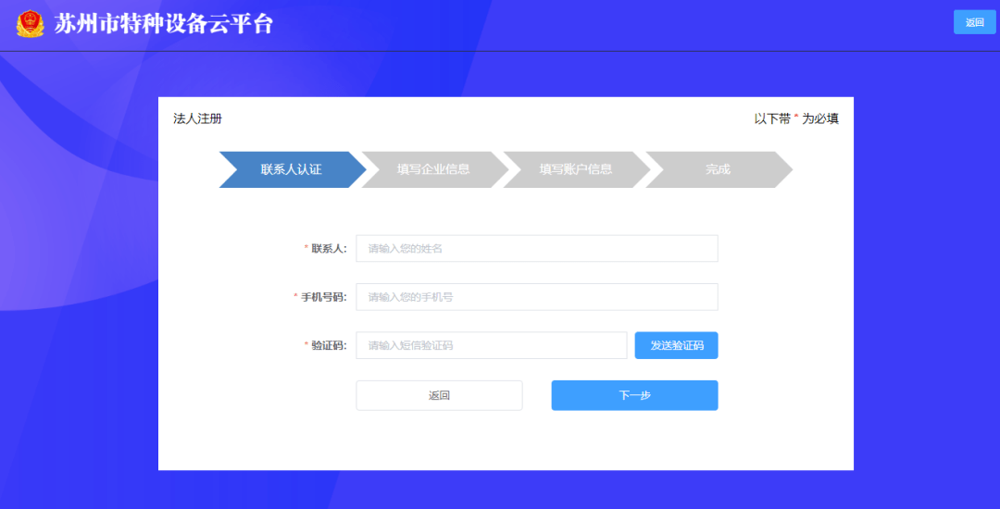 苏州市特种设备云平台
返回
法人注册
以下带 * 为必填
联系人认证
填写企业信息
填写账户信息
完成
* 联系人: 请输入您的姓名
* 手机号码: 请输入您的手机号
* 验证码: 请输入短信验证码 发送验证码
返回
下一步